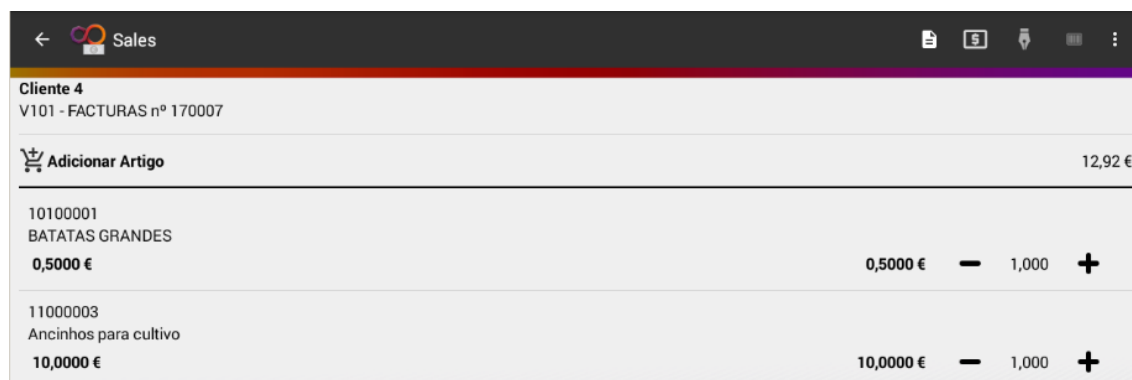 Sales
Cliente 4
V101 - FACTURAS nº 170007
Adicionar Artigo 12,92 €
10100001
BATATAS GRANDES
0,5000 € 0,5000 € 1,000
11000003
Ancinhos para cultivo
10,0000 € 10,0000 € 1,000